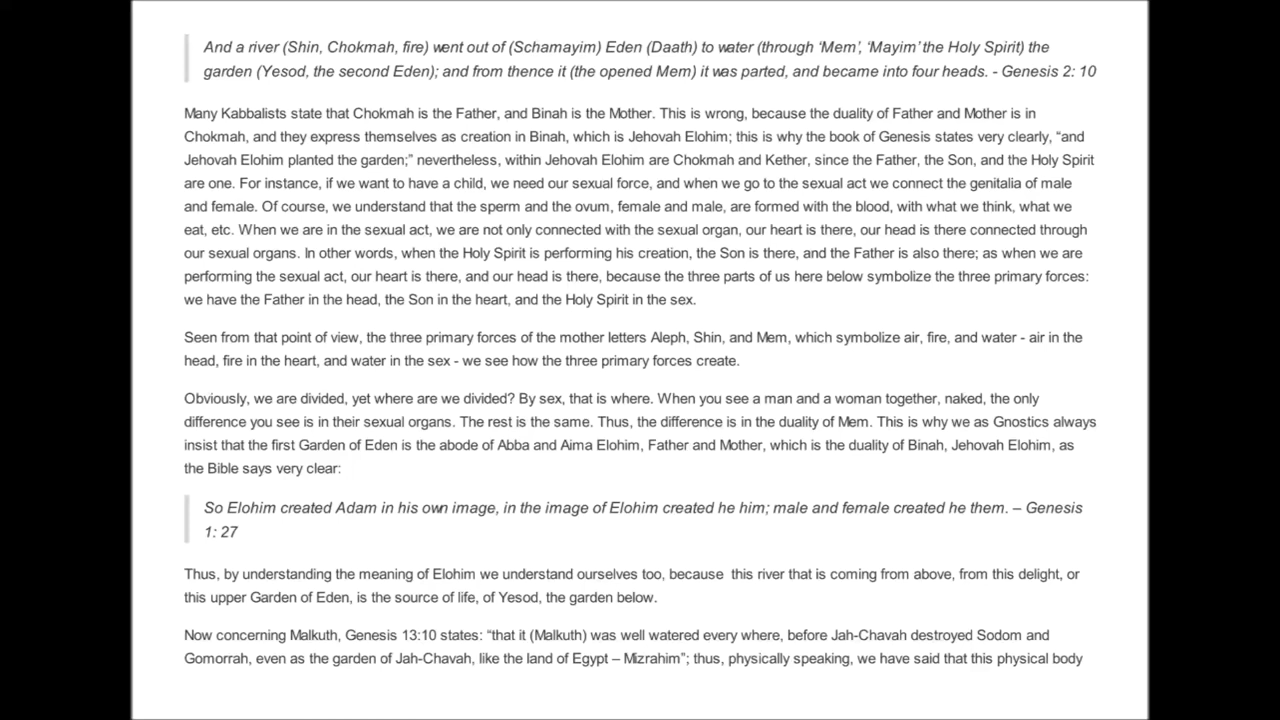 And a river (Shin, Chokmah, fire) went out of (Schamayim) Eden (Daath) to water (through ‘Mem’, ‘Mayim’ the Holy Spirit) the
garden (Yesod, the second Eden); and from thence it (the opened Mem) it was parted, and became into four heads. - Genesis 2: 10
Many Kabbalists state that Chokmah is the Father, and Binah is the Mother. This is wrong, because the duality of Father and Mother is in
Chokmah, and they express themselves as creation in Binah, which is Jehovah Elohim; this is why the book of Genesis states very clearly, “and
Jehovah Elohim planted the garden;” nevertheless, within Jehovah Elohim are Chokmah and Kether, since the Father, the Son, and the Holy Spirit
are one. For instance, if we want to have a child, we need our sexual force, and when we go to the sexual act we connect the genitalia of male
and female. Of course, we understand that the sperm and the ovum, female and male, are formed with the blood, with what we think, what we
eat, etc. When we are in the sexual act, we are not only connected with the sexual organ, our heart is there, our head is there connected through
our sexual organs. In other words, when the Holy Spirit is performing his creation, the Son is there, and the Father is also there; as when we are
performing the sexual act, our heart is there, and our head is there, because the three parts of us here below symbolize the three primary forces:
we have the Father in the head, the Son in the heart, and the Holy Spirit in the sex.
Seen from that point of view, the three primary forces of the mother letters Aleph, Shin, and Mem, which symbolize air, fire, and water - air in the
head, fire in the heart, and water in the sex - we see how the three primary forces create.
Obviously, we are divided, yet where are we divided? By sex, that is where. When you see a man and a woman together, naked, the only
difference you see is in their sexual organs. The rest is the same. Thus, the difference is in the duality of Mem. This is why we as Gnostics always
insist that the first Garden of Eden is the abode of Abba and Aima Elohim, Father and Mother, which is the duality of Binah, Jehovah Elohim, as
the Bible says very clear:
So Elohim created Adam in his own image, in the image of Elohim created he him; male and female created he them. – Genesis
1: 27
Thus, by understanding the meaning of Elohim we understand ourselves too, because this river that is coming from above, from this delight, or
this upper Garden of Eden, is the source of life, of Yesod, the garden below.
Now concerning Malkuth, Genesis 13:10 states: “that it (Malkuth) was well watered every where, before Jah-Chavah destroyed Sodom and
Gomorrah, even as the garden of Jah-Chavah, like the land of Egypt – Mizrahim”; thus, physically speaking, we have said that this physical body